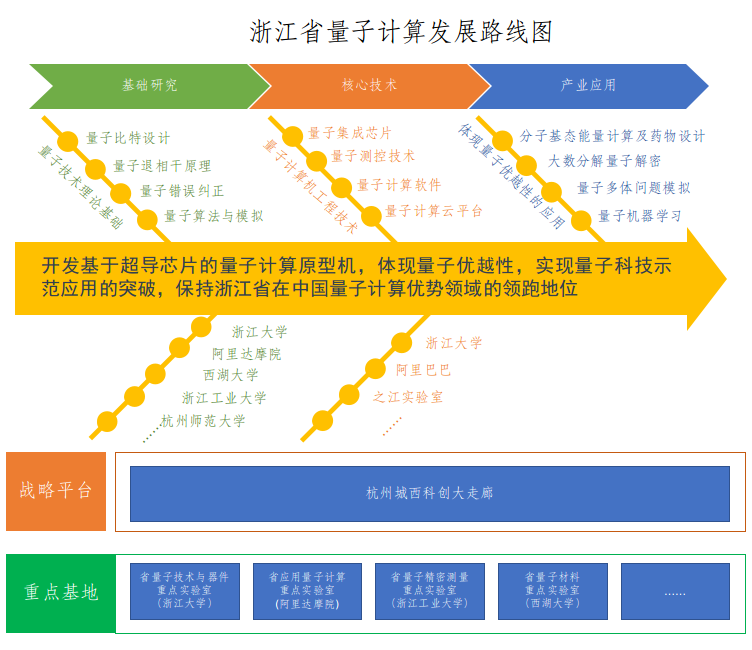 浙江省量子计算发展路线图
基础研究
核心技术
产业应用
量子比特设计
量子退相干原理
量子错误纠正
量子算法与模拟
量子技术理论基础
量子集成芯片
量子测控技术
量子计算软件
量子计算云平台
量子计算机工程技术
分子基态能量计算及药物设计
大数分解量子解密
量子多体问题模拟
量子机器学习
体现量子优越性的应用
开发基于超导芯片的量子计算原型机，体现量子优越性，实现量子科技示
范应用的突破，保持浙江省在中国量子计算优势领域的领跑地位
浙江大学
阿里达摩院
西湖大学
浙江工业大学
杭州师范大学
……
浙江大学
阿里巴巴
之江实验室
……
战略平台
杭州城西科创大走廊
重点基地
省量子技术与器件
重点实验室
（浙江大学）
省应用量子计算
重点实验室
(阿里达摩院)
省量子精密测量
重点实验室
（浙江工业大学）
省量子材料
重点实验室
（西湖大学）
……